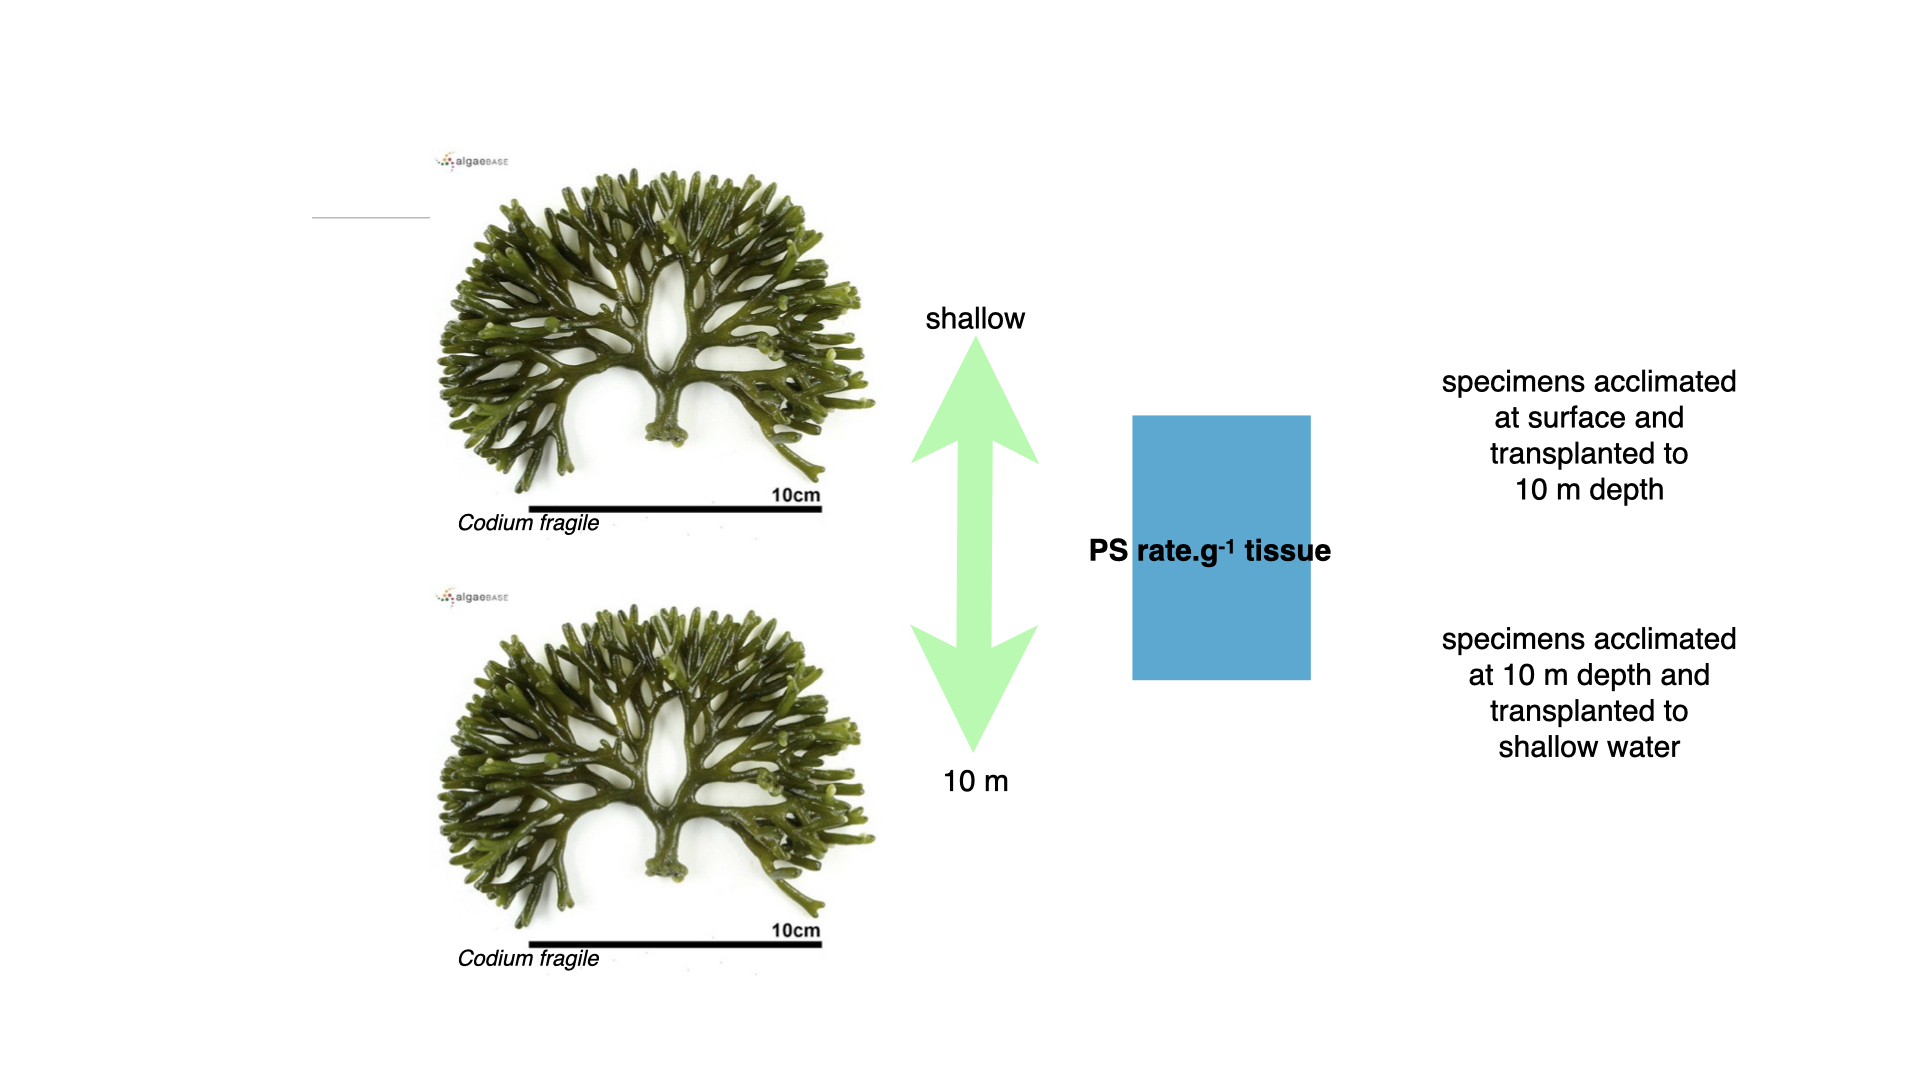 algaeBASE
10cm
Codium fragile
algaeBASE
10cm
Codium fragile
shallow
10 m
PS rate.g-1 tissue
specimens acclimated
at surface and
transplanted to
10 m depth
specimens acclimated
at 10 m depth and
transplanted to
shallow water